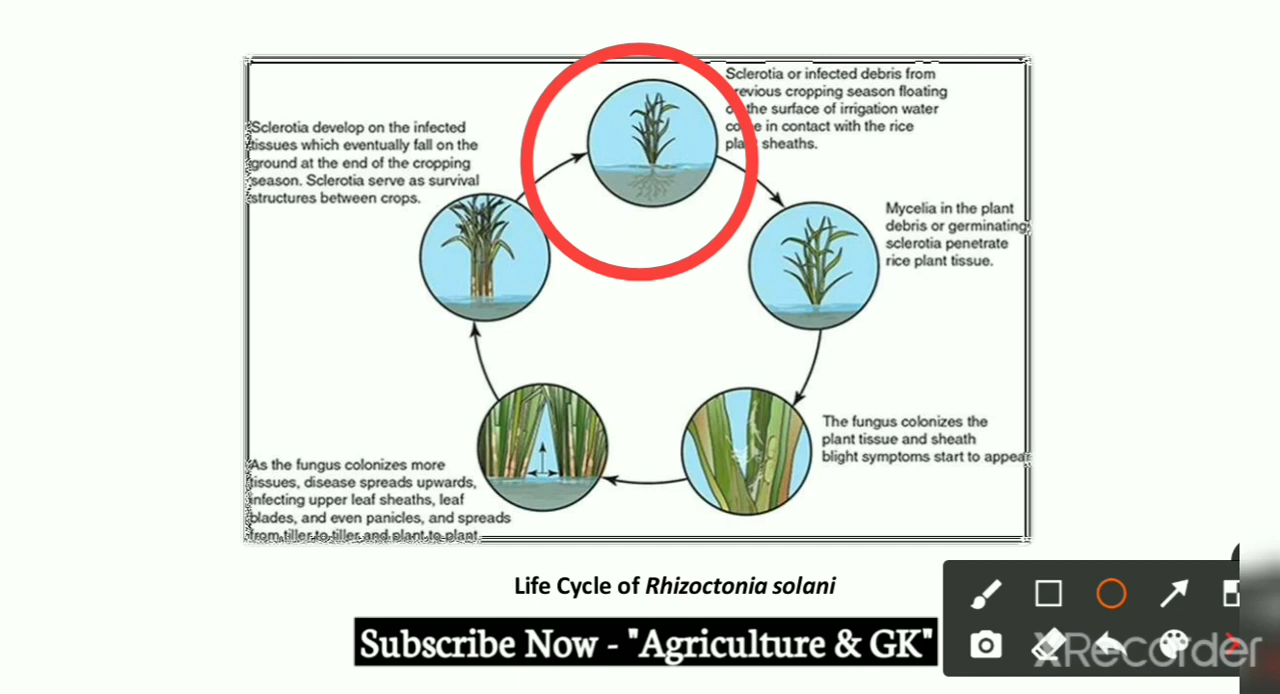 Sclerotia or infected debris from
previous cropping season floating
on the surface of irrigation water
come in contact with the rice
plant sheaths.
Mycelia in the plant
debris or germinating
sclerotia penetrate
rice plant tissue.
The fungus colonizes the
plant tissue and sheath
blight symptoms start to appear
As the fungus colonizes more
tissues, disease spreads upwards,
infecting upper leaf sheaths, leaf
blades, and even panicles, and spreads
from tiller to tiller and plant to plant.
Sclerotia develop on the infected
tissues which eventually fall on the
ground at the end of the cropping
season. Sclerotia serve as survival
structures between crops.
Life Cycle of Rhizoctonia solani
Subscribe Now - "Agriculture & GK"
XRecorder